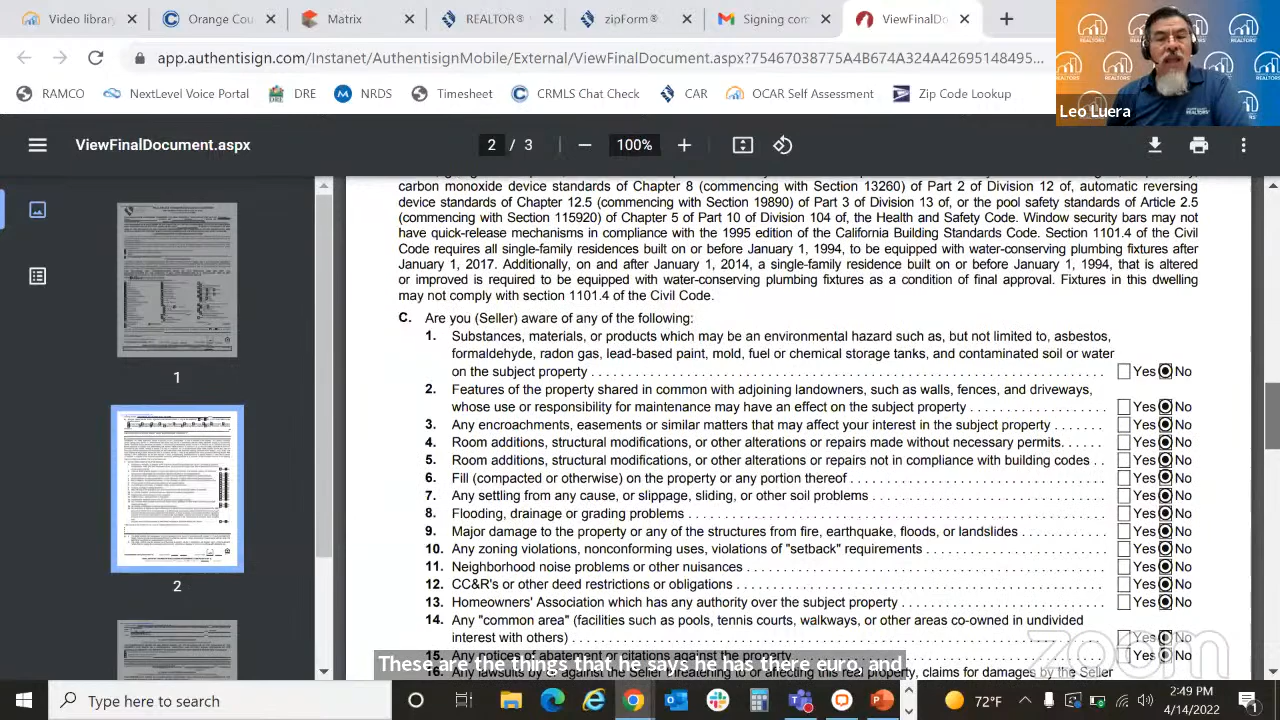 Video galle
Orange Cou
Matrix
REALTOR®
zipForm®
Signing com
ViewFinalDo
app.authentisign.com/Instanet/Authentisign
/External/ViewFinalDocument.aspx?75467038775A4B674A324A42695148495...
RAMCO
NextLevel Voice Portal
DRE
NRDS
Timesheet
CRMLS Chat Chat
CAR
OCAR Self Assessment
Zip Code Lookup
Leo Luera
ViewFinalDocument.aspx
2 / 3
100%
carbon monoxide device standards of Chapter 8 (commencing with Section 13260) of Part 2 of Division 12 of, automatic reversing
device standards of Chapter 12.5 (commencing with Section 19890) of Part 3 of Division 13 of, or the pool safety standards of Article 2.5
(commencing with Section 115920) of Chapter 5 of Part 10 of Division 104 of, the Health and Safety Code. Window security bars may not
have quick-release mechanisms in compliance with the 1995 edition of the California Building Standards Code. Section 1101.4 of the Civil
Code requires all single-family residences built on or before January 1, 1994, to be equipped with water-conserving plumbing fixtures after
January 1, 2017. Additionally, on and after January 1, 2014, a single-family residence built on or before January 1, 1994, that is altered
or improved is required to be equipped with water-conserving plumbing fixtures as a condition of final approval. Fixtures in this dwelling
may not comply with section 1101.4 of the Civil Code.
C. Are you (Seller) aware of any of the following:
1. Substances, materials, or products which may be an environmental hazard such as, but not limited to, asbestos,
formaldehyde, radon gas, lead-based paint, mold, fuel or chemical storage tanks, and contaminated soil or water
on the subject property Yes No
2. Features of the property shared in common with adjoining landowners, such as walls, fences, and driveways,
whose use or responsibility for maintenance may have an effect on the subject property Yes No
3. Any encroachments, easements or similar matters that may affect your interest in the subject property Yes No
4. Room additions, structural modifications, or other alterations or repairs made without necessary permits. Yes No
5. Room additions, structural modifications, or other alterations or repairs not in compliance with building codes Yes No
6. Fill (compacted or otherwise) on the property or any portion thereof Yes No
7. Any settling from any cause, or slippage, sliding, or other soil problems Yes No
8. Flooding, drainage or grading problems Yes No
9. Major damage to the property or any of the structures from fire, earthquake, floods, or landslides Yes No
10. Any zoning violations, nonconforming uses, violations of "setback" requirements Yes No
11. Neighborhood noise problems or other nuisances Yes No
12. CC&R's or other deed restrictions or obligations Yes No
13. Homeowners' Association which has any authority over the subject property Yes No
14. Any "common area" (facilities such as pools, tennis courts, walkways, or other areas co-owned in undivided
interest with others) Yes No
Yes No
These are the things that he says it has there euro, and
zoom
against the Seller threatening to or affecting this real property, claims for damages by the Seller
1
2
Type here to search
72°F
2:49 PM
4/14/2022